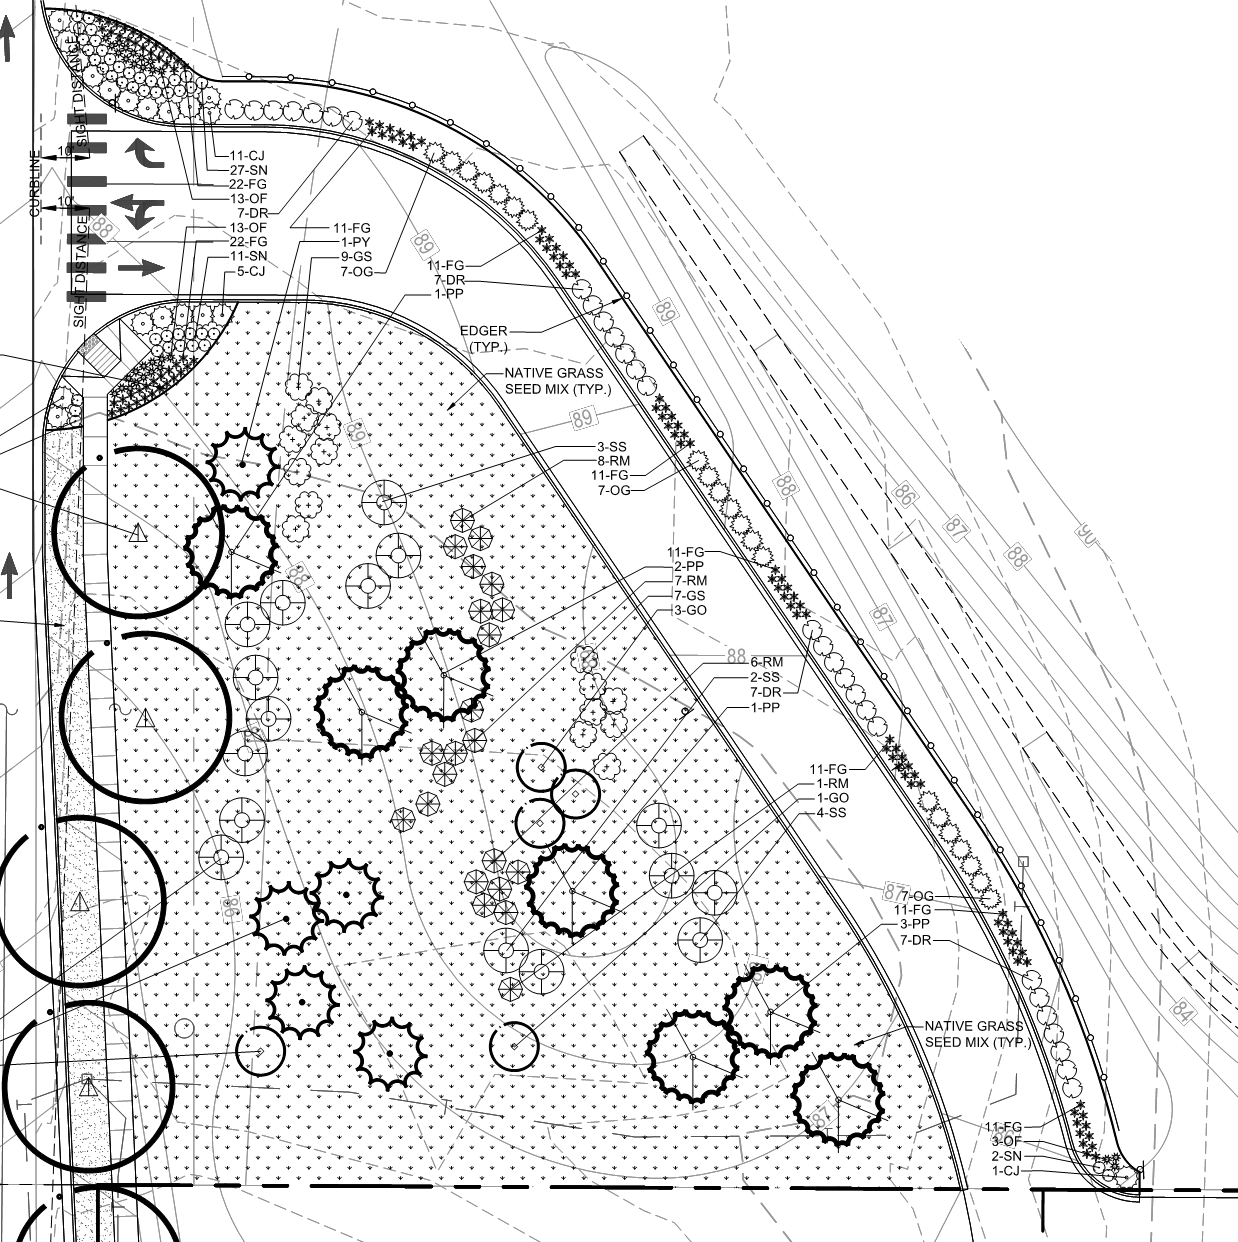 SIGHT DISTANCE
CURBLINE
10'
10'
SIGHT DISTANCE
88
11-CJ
27-SN
22-FG
13-OF
7-DR
13-OF
22-FG
11-SN
5-CJ
11-FG
1-PY
9-GS
7-OG
89
11-FG
7-DR
1-PP
EDGER
(TYP.)
89
NATIVE GRASS
SEED MIX (TYP.)
89
89
3-SS
8-RM
11-FG
7-OG
88
86
87
88
90
11-FG
2-PP
7-RM
7-GS
3-GO
88
87
88
6-RM
2-SS
7-DR
1-PP
11-FG
1-RM
1-GO
4-SS
86
87
7-OG
11-FG
3-PP
7-DR
84
NATIVE GRASS
SEED MIX (TYP.)
87
11-FG
3-OF
2-SN
1-CJ